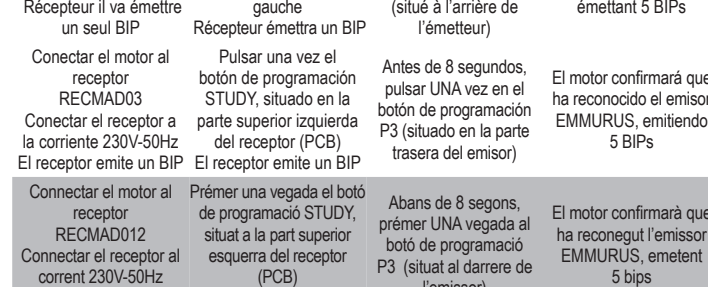 Récepteur il va émettre
un seul BIP
gauche
Récepteur émettra un BIP
(situé à l'arrière de
l'émetteur)
émettant 5 BIPs
Conectar el motor al
receptor
RECMAD03
Conectar el receptor a
la corriente 230V-50Hz
El receptor emite un BIP
Pulsar una vez el
botón de programación
STUDY, situado en la
parte superior izquierda
del receptor (PCB)
El receptor emite un BIP
Antes de 8 segundos,
pulsar UNA vez en el
botón de programación
P3 (situado en la parte
trasera del emisor)
El motor confirmará que
ha reconocido el emisor
EMMURUS, emitiendo
5 BIPs
Connectar el motor al
receptor
RECMAD012
Connectar el receptor al
corrent 230V-50Hz
Prémer una vegada el botó
de programació STUDY,
situat a la part superior
esquerra del receptor
(PCB)
Abans de 8 segons,
prémer UNA vegada al
botó de programació
P3 (situat al darrere de
l'emissor)
El motor confirmarà que
ha reconegut l'emissor
EMMURUS, emetent
5 bips